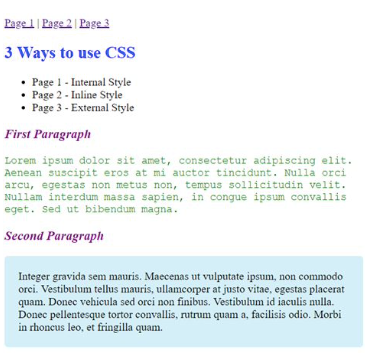 Page 1 | Page 2 | Page 3
3 Ways to use CSS
Page 1 - Internal Style
Page 2 - Inline Style
Page 3 - External Style
First Paragraph
Lorem ipsum dolor sit amet, consectetur adipiscing elit.
Aenean suscipit eros at mi auctor tincidunt. Nulla orci
arcu, egestas non metus non, tempus sollicitudin velit.
Nullam interdum massa sapien, in congue ipsum convallis
eget. Sed ut bibendum magna.
Second Paragraph
Integer gravida sem mauris. Maecenas ut vulputate ipsum, non commodo
orci. Vestibulum tellus mauris, ullamcorper at justo vitae, egestas placerat
quam. Donec vehicula sed orci non finibus. Vestibulum id iaculis nulla.
Donec pellentesque tortor convallis, rutrum quam a, facilisis odio. Morbi
in rhoncus leo, et fringilla quam.